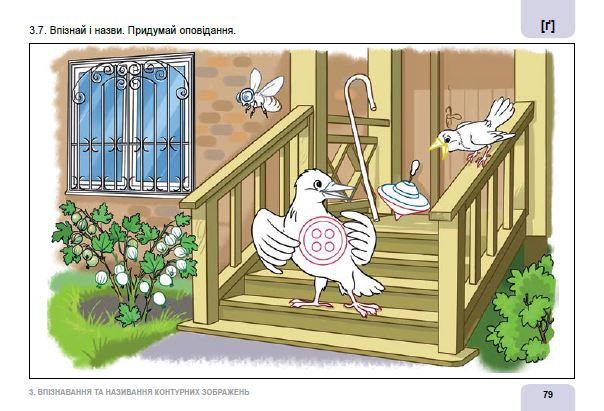 3.7. Впізнай і назви. Придумай оповідання.
[ґ]
3. ВПІЗНАВАННЯ ТА НАЗИВАННЯ КОНТУРНИХ ЗОБРАЖЕНЬ
79